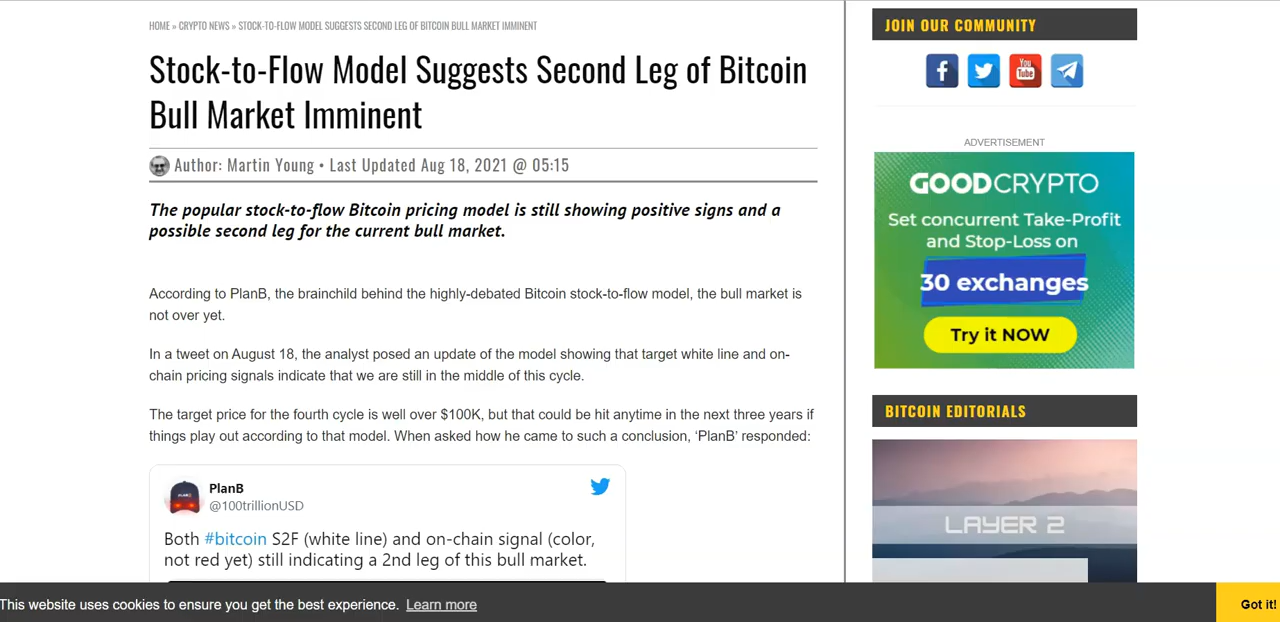 HOME » CRYPTO NEWS » STOCK-TO-FLOW MODEL SUGGESTS SECOND LEG OF BITCOIN BULL MARKET IMMINENT
Stock-to-Flow Model Suggests Second Leg of Bitcoin
Bull Market Imminent
Author: Martin Young • Last Updated Aug 18, 2021 @ 05:15
The popular stock-to-flow Bitcoin pricing model is still showing positive signs and a
possible second leg for the current bull market.
According to PlanB, the brainchild behind the highly-debated Bitcoin stock-to-flow model, the bull market is
not over yet.
In a tweet on August 18, the analyst posed an update of the model showing that target white line and on-
chain pricing signals indicate that we are still in the middle of this cycle.
The target price for the fourth cycle is well over $100K, but that could be hit anytime in the next three years if
things play out according to that model. When asked how he came to such a conclusion, ‘PlanB’ responded:
PlanB
@100trillionUSD
Both #bitcoin S2F (white line) and on-chain signal (color,
not red yet) still indicating a 2nd leg of this bull market.
JOIN OUR COMMUNITY
You
Tube
ADVERTISEMENT
GOODCRYPTO
Set concurrent Take-Profit
and Stop-Loss on
30 exchanges
Try it NOW
BITCOIN EDITORIALS
LAYER 2
This website uses cookies to ensure you get the best experience. Learn more
Got it!